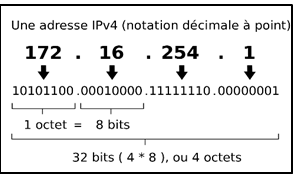 Une adresse IPv4 (notation décimale à point)
172 . 16 . 254 . 1
10101100.00010000.11111110.00000001
1 octet = 8 bits
32 bits ( 4 * 8 ), ou 4 octets